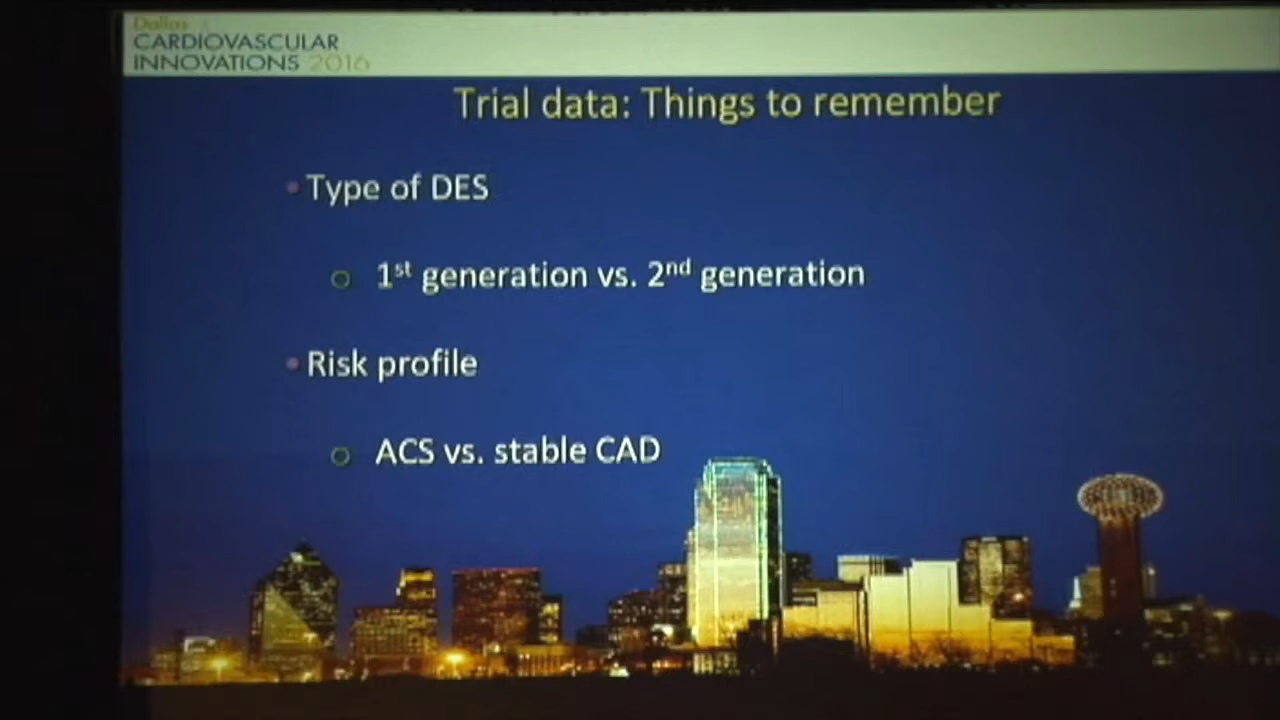 Dallas
CARDIOVASCULAR
INNOVATIONS 2016
Trial data: Things to remember
• Type of DES
o 1st generation vs. 2nd generation
• Risk profile
o ACS vs. stable CAD